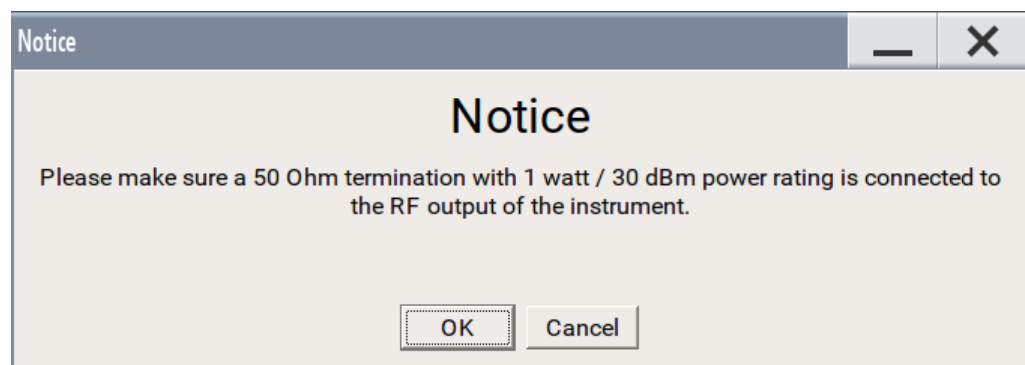 Notice
Notice
Please make sure a 50 Ohm termination with 1 watt / 30 dBm power rating is connected to
the RF output of the instrument.
OK Cancel